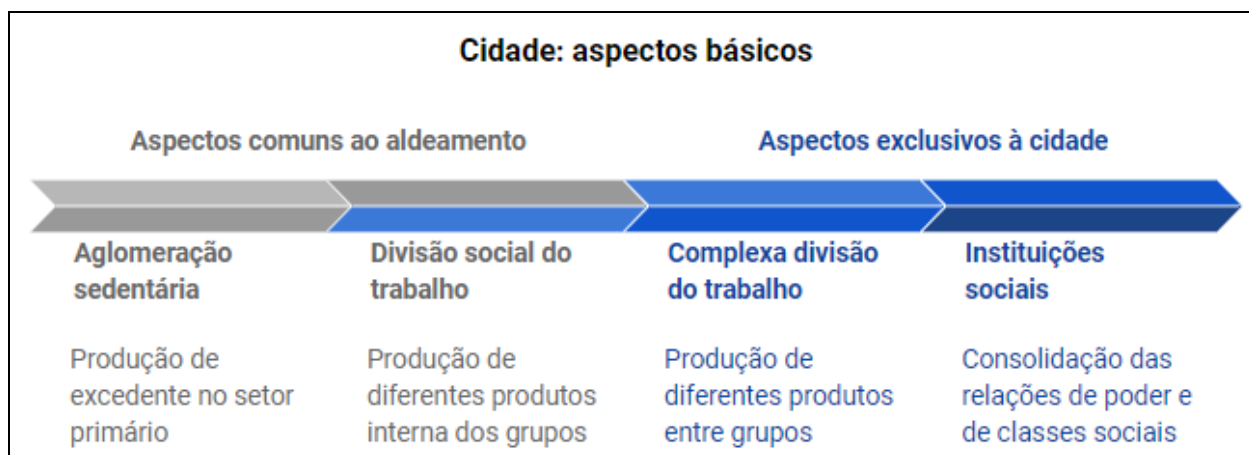 Cidade: aspectos básicos
Aspectos comuns ao aldeamento
Aspectos exclusivos à cidade
Aglomeração
sedentária
Produção de
excedente no setor
primário
Divisão social do
trabalho
Produção de
diferentes produtos
interna dos grupos
Complexa divisão
do trabalho
Produção de
diferentes produtos
entre grupos
Instituições
sociais
Consolidação das
relações de poder e
de classes sociais